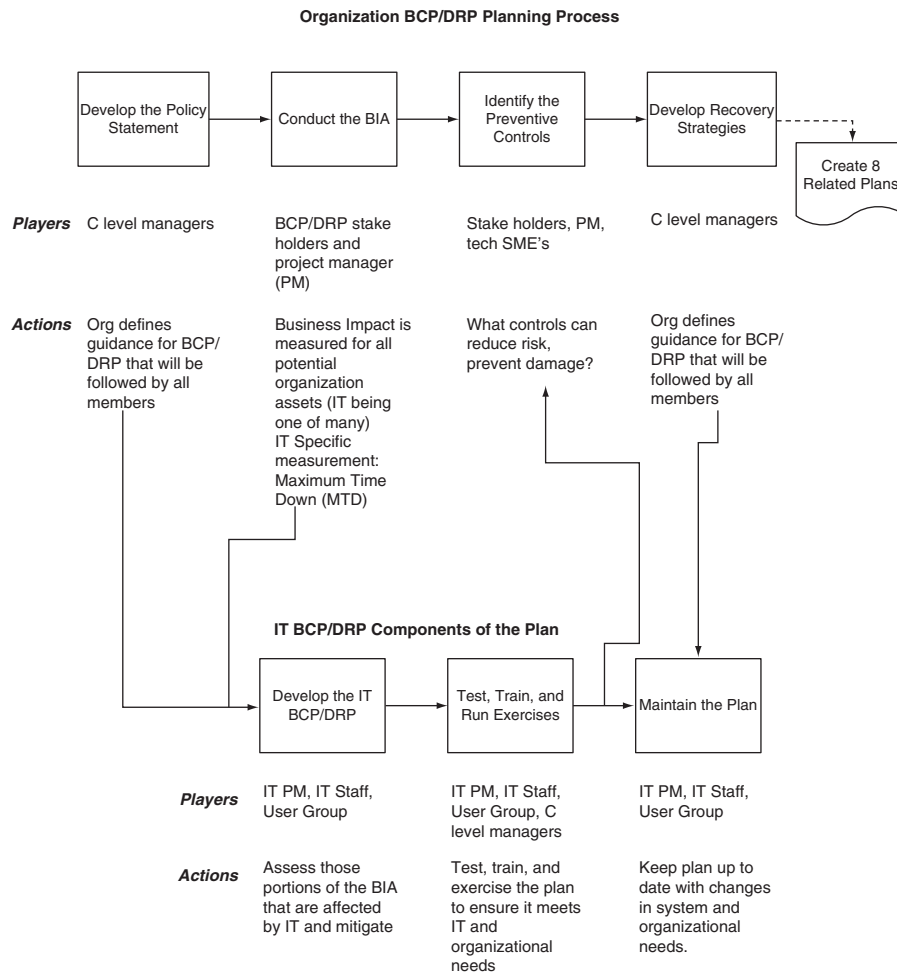 Organization BCP/DRP Planning Process
Develop the Policy
Statement
Conduct the BIA
Identify the
Preventive
Controls
Develop Recovery
Strategies
Create 8
Related Plans
Players
C level managers
BCP/DRP stake
holders and
project manager
(PM)
Stake holders, PM,
tech SME's
C level managers
Actions
Org defines
guidance for BCP/
DRP that will be
followed by all
members
Business Impact is
measured for all
potential
organization
assets (IT being
one of many)
IT Specific
measurement:
Maximum Time
Down (MTD)
What controls can
reduce risk,
prevent damage?
Org defines
guidance for BCP/
DRP that will be
followed by all
members
IT BCP/DRP Components of the Plan
Develop the IT
BCP/DRP
Test, Train, and
Run Exercises
Maintain the Plan
Players
IT PM, IT Staff,
User Group
IT PM, IT Staff,
User Group, C
level managers
IT PM, IT Staff,
User Group
Actions
Assess those
portions of the BIA
that are affected
by IT and mitigate
Test, train, and
exercise the plan
to ensure it meets
IT and
organizational
needs
Keep plan up to
date with changes
in system and
organizational
needs.